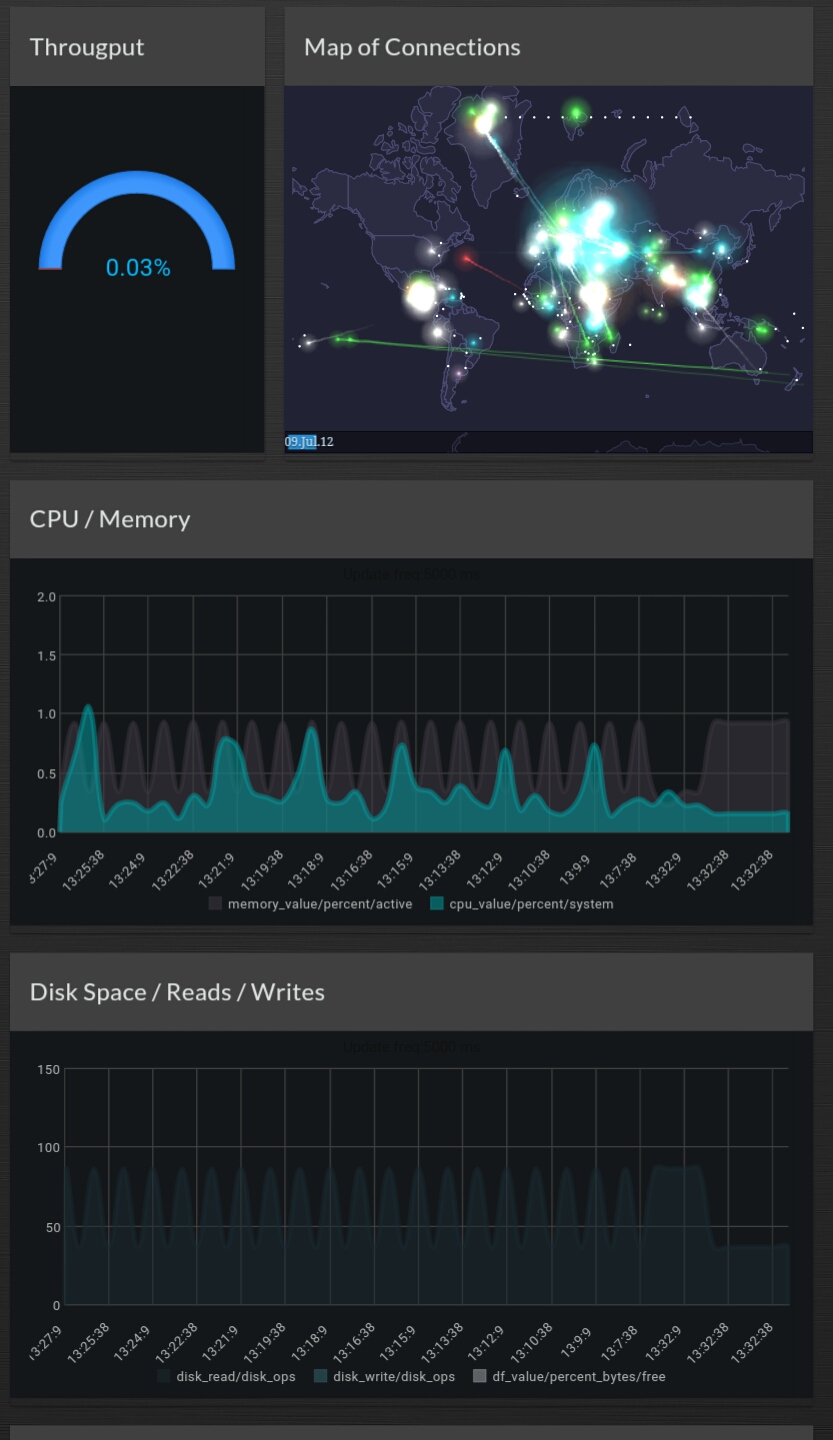 Througput
Map of Connections
0.03%
09.Jul.12
CPU / Memory
Update freq:5000 ms
2.0
1.5
1.0
0.5
0.0
3:27:9 13:25:38 13:24:9 13:22:38 13:21:9 13:19:38 13:18:9 13:16:38 13:15:9 13:13:38 13:12:9 13:10:38 13:9:9 13:7:38 13:32:9 13:32:38 13:32:38
memory_value/percent/active cpu_value/percent/system
Disk Space / Reads / Writes
Update freq:5000 ms
150
100
50
0
13:27:9 13:25:38 13:24:9 13:22:38 13:21:9 13:19:38 13:18:9 13:16:38 13:15:9 13:13:38 13:12:9 13:10:38 13:9:9 13:7:38 13:32:9 13:32:38 13:32:38
disk_read/disk_ops disk_write/disk_ops df_value/percent_bytes/free